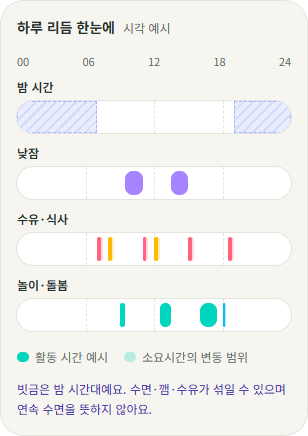 하루 리듬 한눈에 시각 예시
00 06 12 18 24
밤 시간
낮잠
수유·식사
놀이·돌봄
활동 시간 예시 소요시간의 변동 범위
빗금은 밤 시간대예요. 수면·깸·수유가 섞일 수 있으며
연속 수면을 뜻하지 않아요.